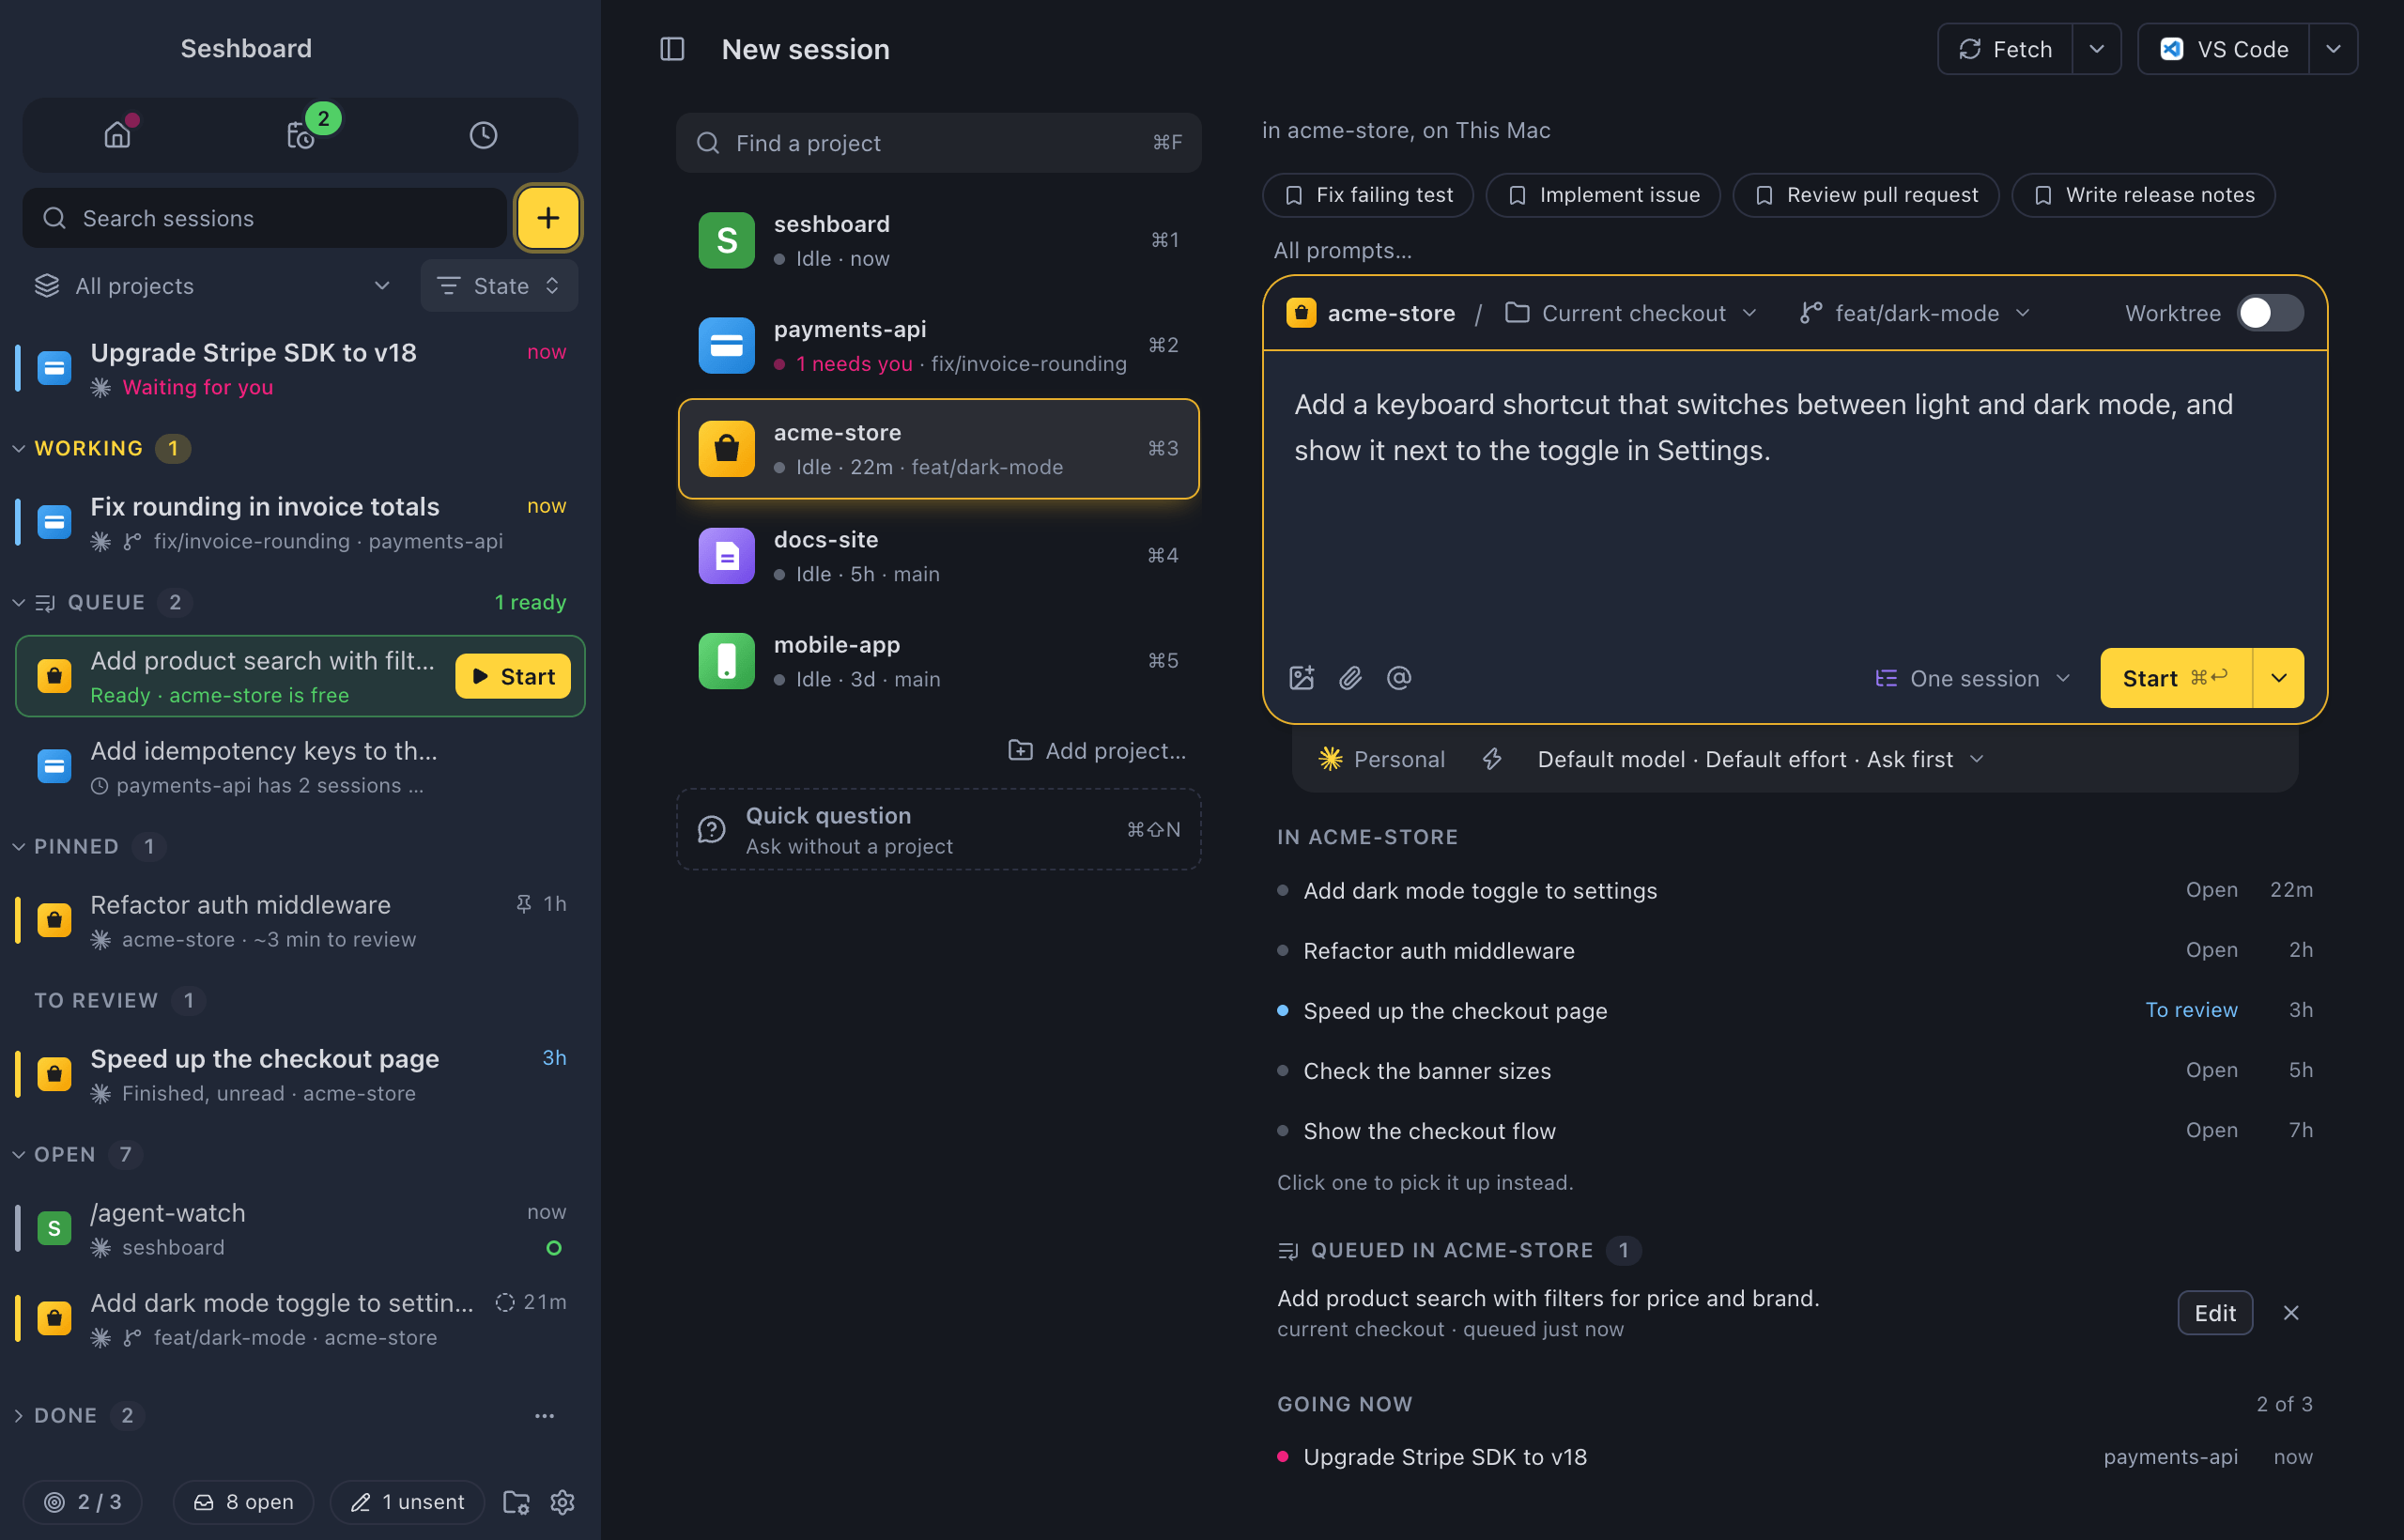 Seshboard
2
Search sessions
All projects
State
Upgrade Stripe SDK to v18
now
Waiting for you
WORKING 1
Fix rounding in invoice totals
now
fix/invoice-rounding · payments-api
QUEUE 2
1 ready
Add product search with filt...
Ready · acme-store is free
Start
Add idempotency keys to th...
payments-api has 2 sessions ...
PINNED 1
Refactor auth middleware
1h
acme-store · ~3 min to review
TO REVIEW 1
Speed up the checkout page
3h
Finished, unread · acme-store
OPEN 7
S
/agent-watch
now
seshboard
Add dark mode toggle to settin...
21m
feat/dark-mode · acme-store
DONE 2
2 / 3
8 open
1 unsent
New session
Fetch
VS Code
Find a project
⌘F
S
seshboard
Idle · now
⌘1
payments-api
1 needs you · fix/invoice-rounding
⌘2
acme-store
Idle · 22m · feat/dark-mode
⌘3
docs-site
Idle · 5h · main
⌘4
mobile-app
Idle · 3d · main
⌘5
Add project...
Quick question
Ask without a project
⌘⇧N
in acme-store, on This Mac
Fix failing test
Implement issue
Review pull request
Write release notes
All prompts...
acme-store / Current checkout
feat/dark-mode
Worktree
Add a keyboard shortcut that switches between light and dark mode, and
show it next to the toggle in Settings.
One session
Start ⌘↩
Personal
Default model · Default effort · Ask first
IN ACME-STORE
Add dark mode toggle to settings
Open 22m
Refactor auth middleware
Open 2h
Speed up the checkout page
To review 3h
Check the banner sizes
Open 5h
Show the checkout flow
Open 7h
Click one to pick it up instead.
QUEUED IN ACME-STORE 1
Add product search with filters for price and brand.
current checkout · queued just now
Edit
GOING NOW
2 of 3
Upgrade Stripe SDK to v18
payments-api now